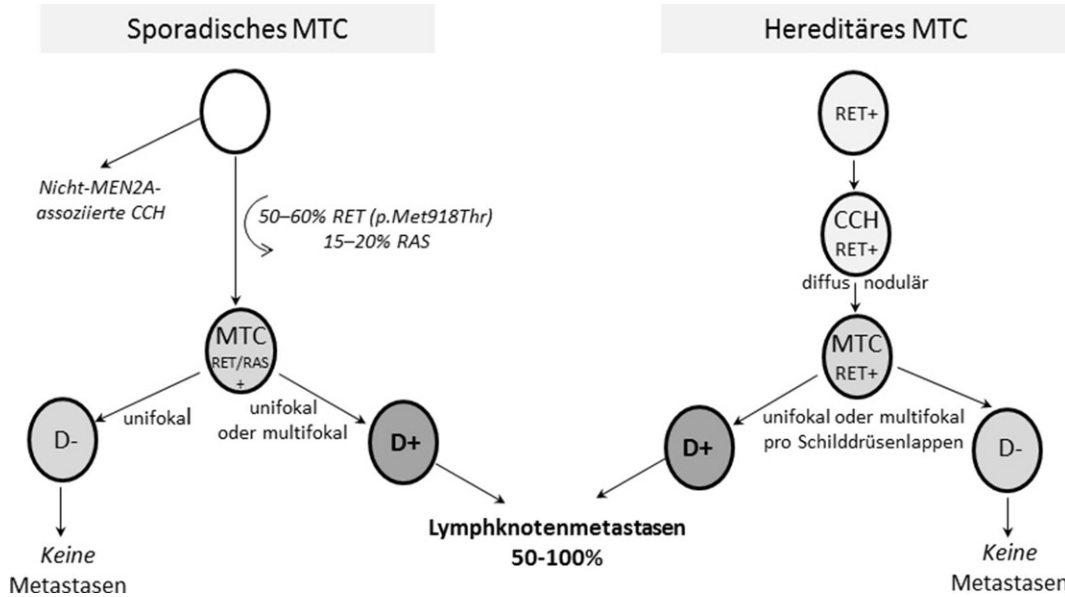 Sporadisches MTC
Nicht-MEN2A-
assoziierte CCH
50–60% RET (p.Met918Thr)
15–20% RAS
MTC
RET/RAS
+
unifokal
unifokal
oder multifokal
D-
D+
Keine
Metastasen
Lymphknotenmetastasen
50-100%
Hereditäres MTC
RET+
CCH
RET+
diffus nodulär
MTC
RET+
unifokal oder multifokal
pro Schilddrüsenlappen
D+
D-
Keine
Metastasen